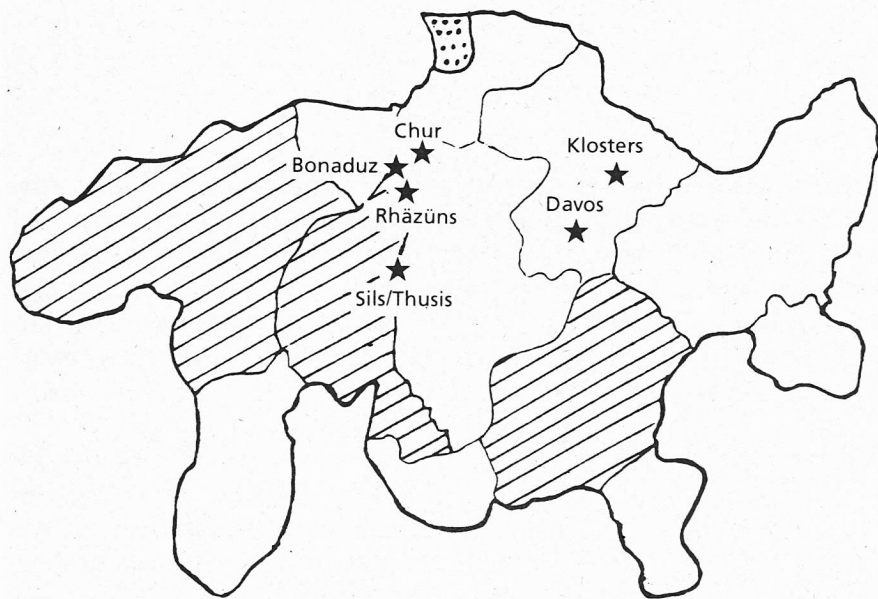 Chur
Klosters
Bonaduz
Rhäzüns
Davos
Sils/Thusis